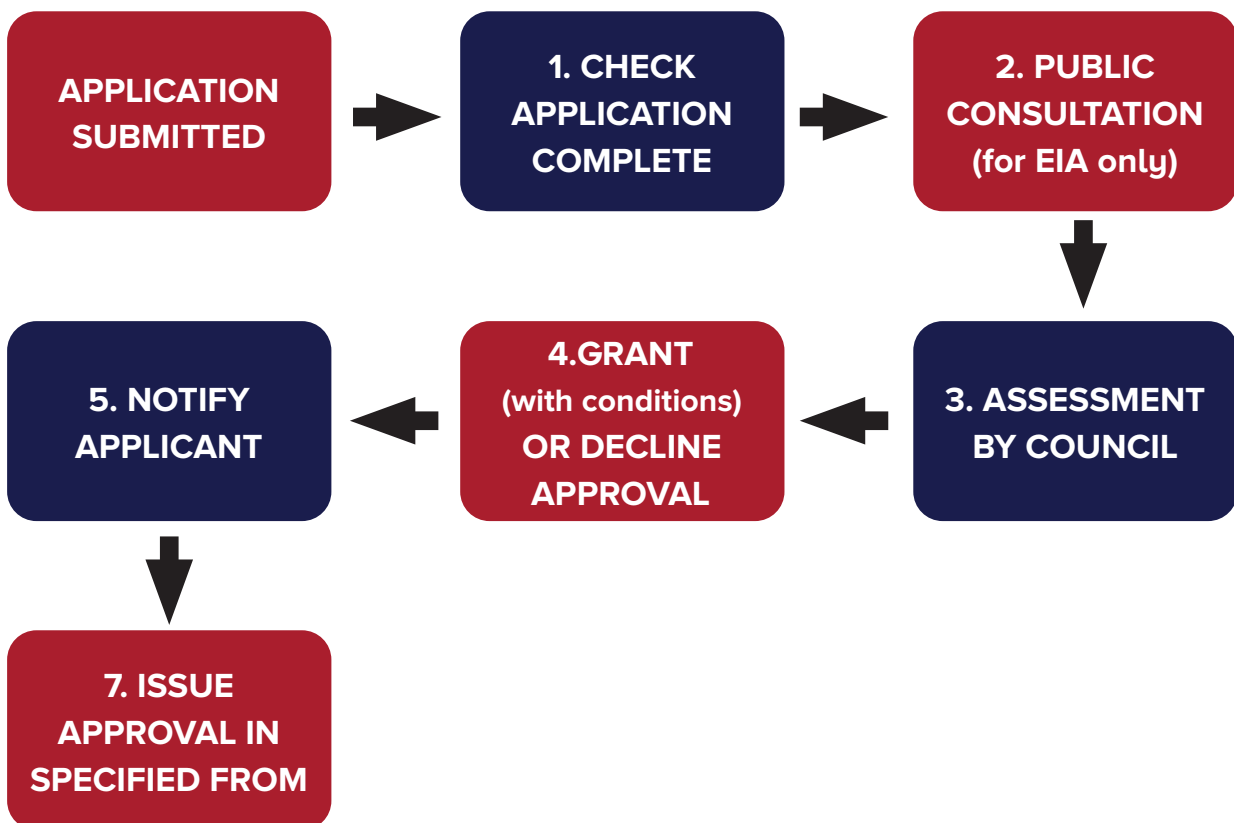 APPLICATION
SUBMITTED
1. CHECK
APPLICATION
COMPLETE
2. PUBLIC
CONSULTATION
(for EIA only)
3. ASSESSMENT
BY COUNCIL
4.GRANT
(with conditions)
OR DECLINE
APPROVAL
5. NOTIFY
APPLICANT
7. ISSUE
APPROVAL IN
SPECIFIED FROM